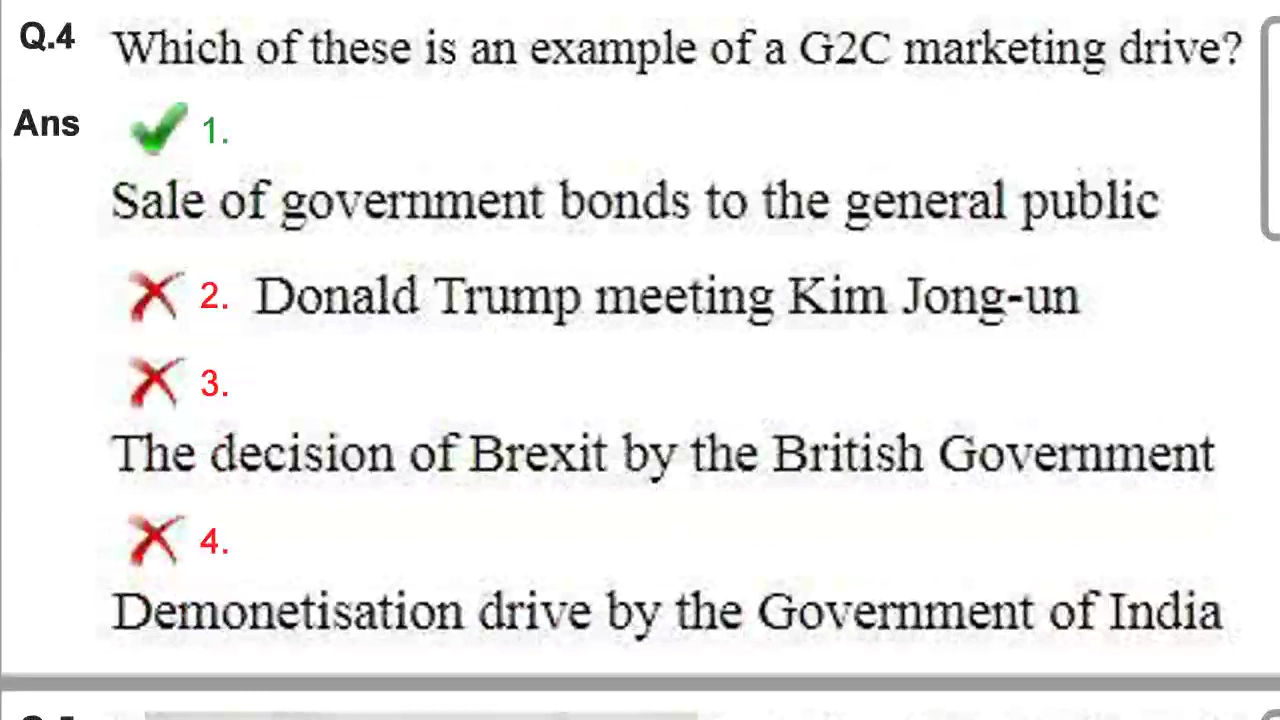 Q.4 Which of these is an example of a G2C marketing drive?
Ans 1.
Sale of government bonds to the general public
2. Donald Trump meeting Kim Jong-un
3.
The decision of Brexit by the British Government
4.
Demonetisation drive by the Government of India